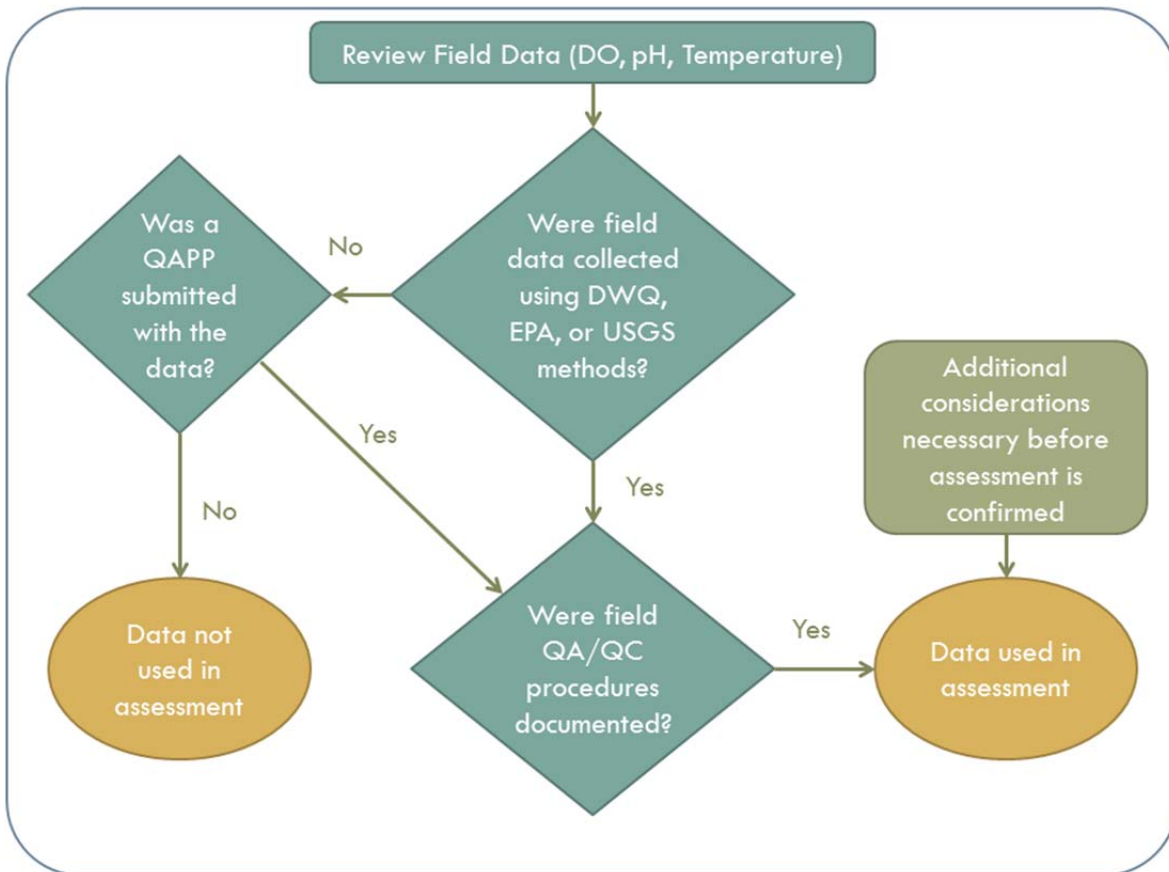 Review Field Data (DO, pH, Temperature)
Was a
QAPP
submitted
with the
data?
No
Were field
data collected
using DWQ,
EPA, or USGS
methods?
Additional
considerations
necessary before
assessment is
confirmed
Yes
Yes
No
Data not
used in
assessment
Were field
QA/QC
procedures
documented?
Yes
Data used in
assessment